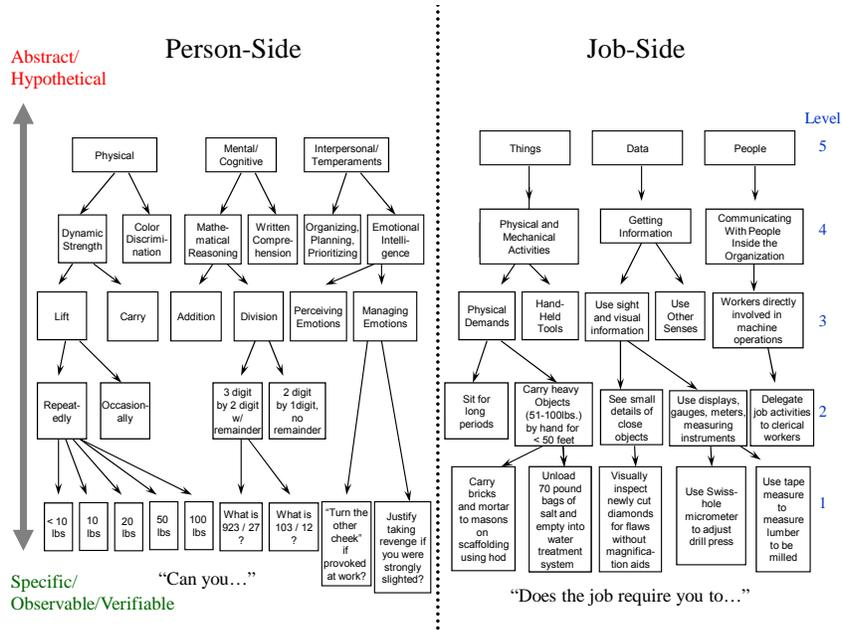 Person-Side
Job-Side
Abstract/
Hypothetical
Level
Physical
Mental/
Cognitive
Interpersonal/
Temperaments
Things
Data
People
5
Dynamic
Strength
Color
Discrimi-
nation
Mathe-
matical
Reasoning
Written
Compre-
hension
Organizing,
Planning,
Prioritizing
Emotional
Intelli-
gence
Physical and
Mechanical
Activities
Getting
Information
Communicating
With People
Inside the
Organization
4
Lift
Carry
Addition
Division
Perceiving
Emotions
Managing
Emotions
Physical
Demands
Hand-
Held
Tools
Use sight
and visual
information
Use
Other
Senses
Workers directly
involved in
machine
operations
3
Repeat-
edly
Occasion-
ally
3 digit
by 2 digit
w/
remainder
2 digit
by 1digit,
no
remainder
Sit for
long
periods
Carry heavy
Objects
(51-100lbs.)
by hand for
< 50 feet
See small
details of
close
objects
Use displays,
gauges, meters,
measuring
instruments
Delegate
job activities
to clerical
workers
2
< 10
lbs
10
lbs
20
lbs
50
lbs
100
lbs
What is
923 / 27
?
What is
103 / 12
?
“Turn the
other
cheek”
if
provoked
at work?
Justify
taking
revenge if
you were
strongly
slighted?
Carry
bricks
and mortar
to masons
on
scaffolding
using hod
Unload
70 pound
bags of
salt and
empty into
water
treatment
system
Visually
inspect
newly cut
diamonds
for flaws
without
magnifica-
tion aids
Use Swiss-
hole
micrometer
to adjust
drill press
Use tape
measure
to
measure
lumber
to be
milled
1
Specific/
Observable/Verifiable
“Can you…”
“Does the job require you to…”